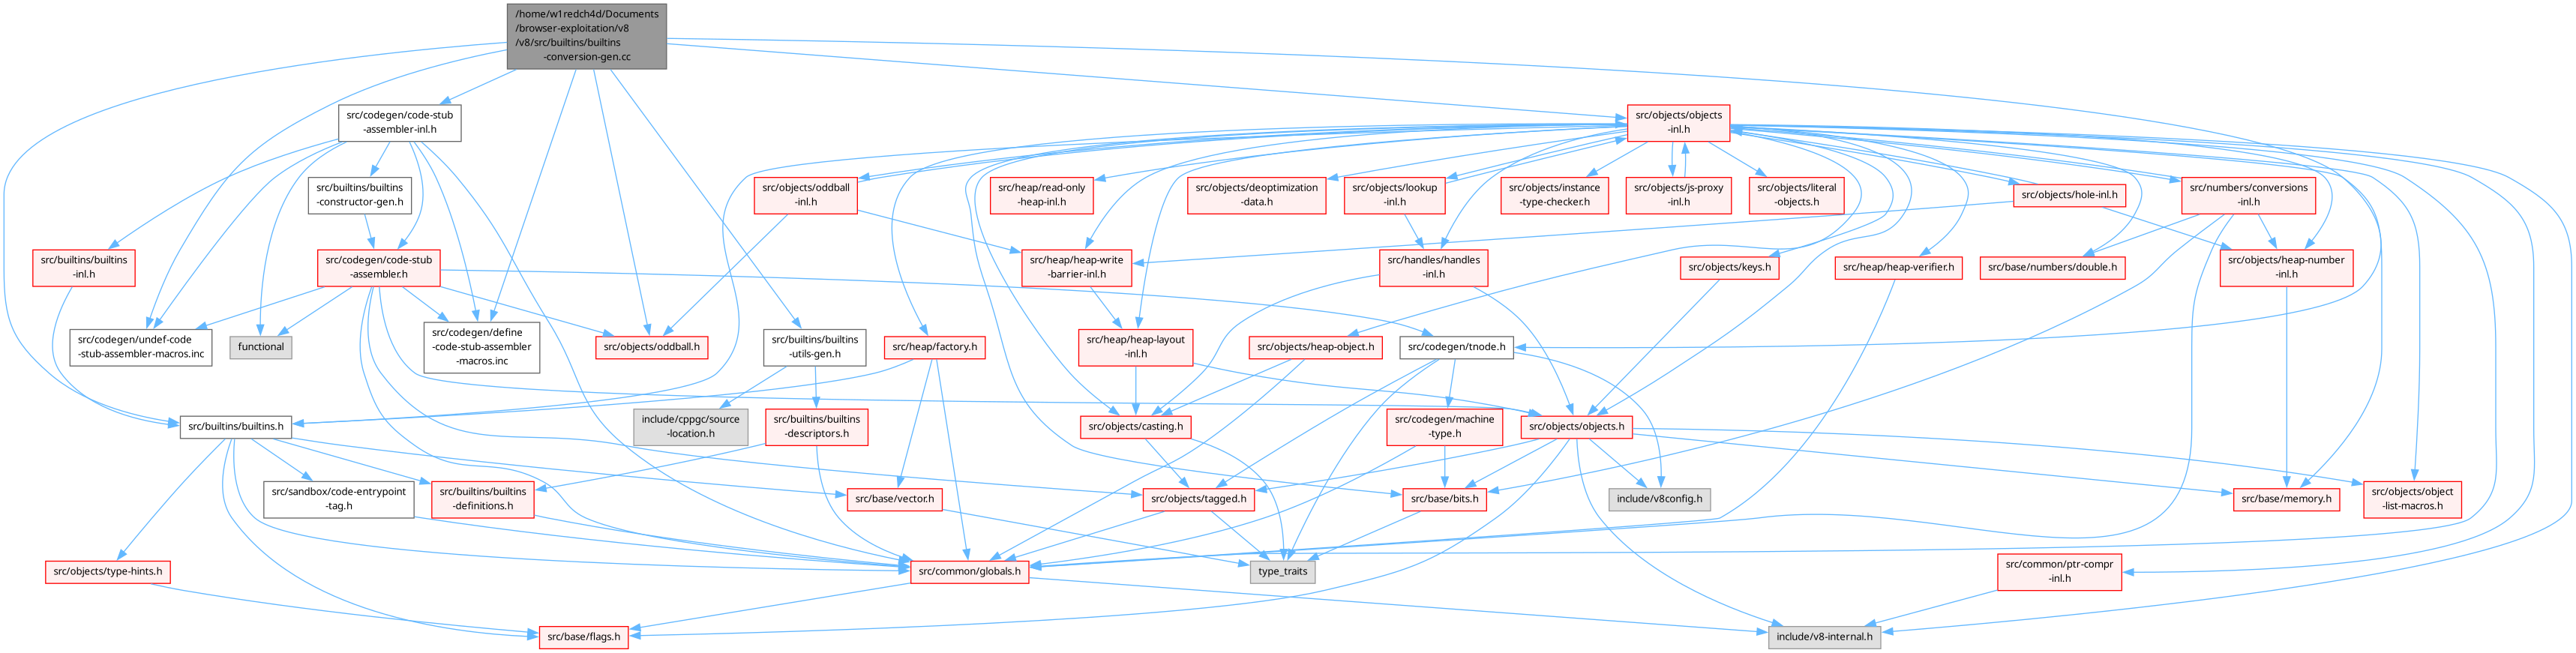 /home/w1redch4d/Documents
/browser-exploitation/v8
/v8/src/builtins/builtins
-conversion-gen.cc
src/codegen/code-stub
-assembler-inl.h
src/objects/objects
-inl.h
src/builtins/builtins
-constructor-gen.h
src/objects/oddball
-inl.h
src/heap/read-only
-heap-inl.h
src/objects/deoptimization
-data.h
src/objects/lookup
-inl.h
src/objects/instance
-type-checker.h
src/objects/js-proxy
-inl.h
src/objects/literal
-objects.h
src/objects/hole-inl.h
src/numbers/conversions
-inl.h
src/builtins/builtins
-inl.h
src/codegen/code-stub
-assembler.h
src/heap/heap-write
-barrier-inl.h
src/handles/handles
-inl.h
src/objects/keys.h
src/heap/heap-verifier.h
src/base/numbers/double.h
src/objects/heap-number
-inl.h
src/codegen/undef-code
-stub-assembler-macros.inc
functional
src/codegen/define
-code-stub-assembler
-macros.inc
src/objects/oddball.h
src/builtins/builtins
-utils-gen.h
src/heap/factory.h
src/heap/heap-layout
-inl.h
src/objects/heap-object.h
src/codegen/tnode.h
src/builtins/builtins.h
include/cppgc/source
-location.h
src/builtins/builtins
-descriptors.h
src/objects/casting.h
src/codegen/machine
-type.h
src/objects/objects.h
src/sandbox/code-entrypoint
-tag.h
src/builtins/builtins
-definitions.h
src/base/vector.h
src/objects/tagged.h
src/base/bits.h
include/v8config.h
src/base/memory.h
src/objects/object
-list-macros.h
src/objects/type-hints.h
src/common/globals.h
type_traits
src/common/ptr-compr
-inl.h
src/base/flags.h
include/v8-internal.h